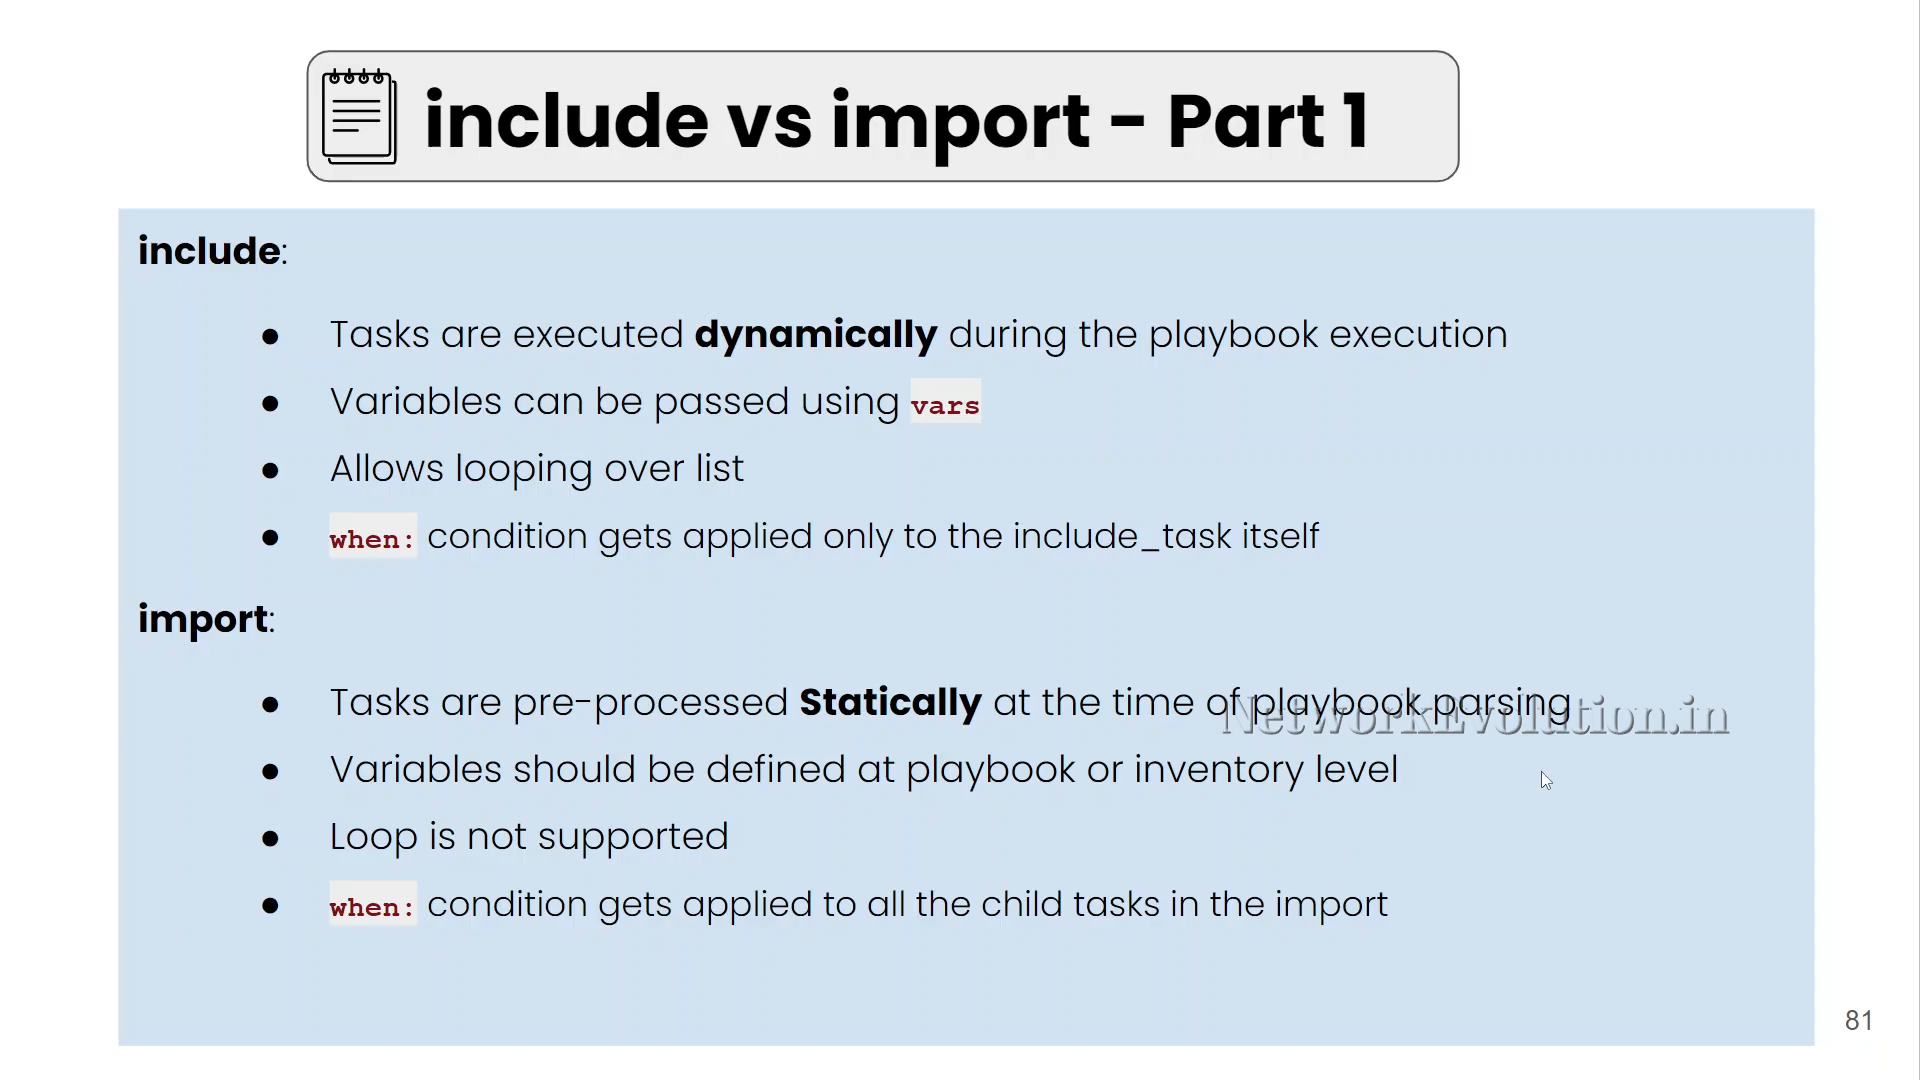 include vs import - Part 1
include:
● Tasks are executed dynamically during the playbook execution
● Variables can be passed using vars
● Allows looping over list
● when: condition gets applied only to the include_task itself
import:
● Tasks are pre-processed Statically at the time of playbook parsing
NetworkEvolution.in
● Variables should be defined at playbook or inventory level
● Loop is not supported
● when: condition gets applied to all the child tasks in the import
81